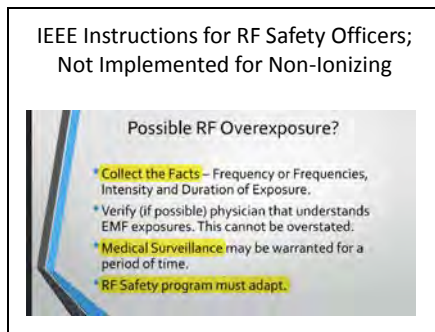 IEEE Instructions for RF Safety Officers;
Not Implemented for Non-Ionizing
Possible RF Overexposure?
• Collect the Facts – Frequency or Frequencies,
Intensity and Duration of Exposure.
• Verify (if possible) physician that understands
EMF exposures. This cannot be overstated.
• Medical Surveillance may be warranted for a
period of time.
• RF Safety program must adapt.